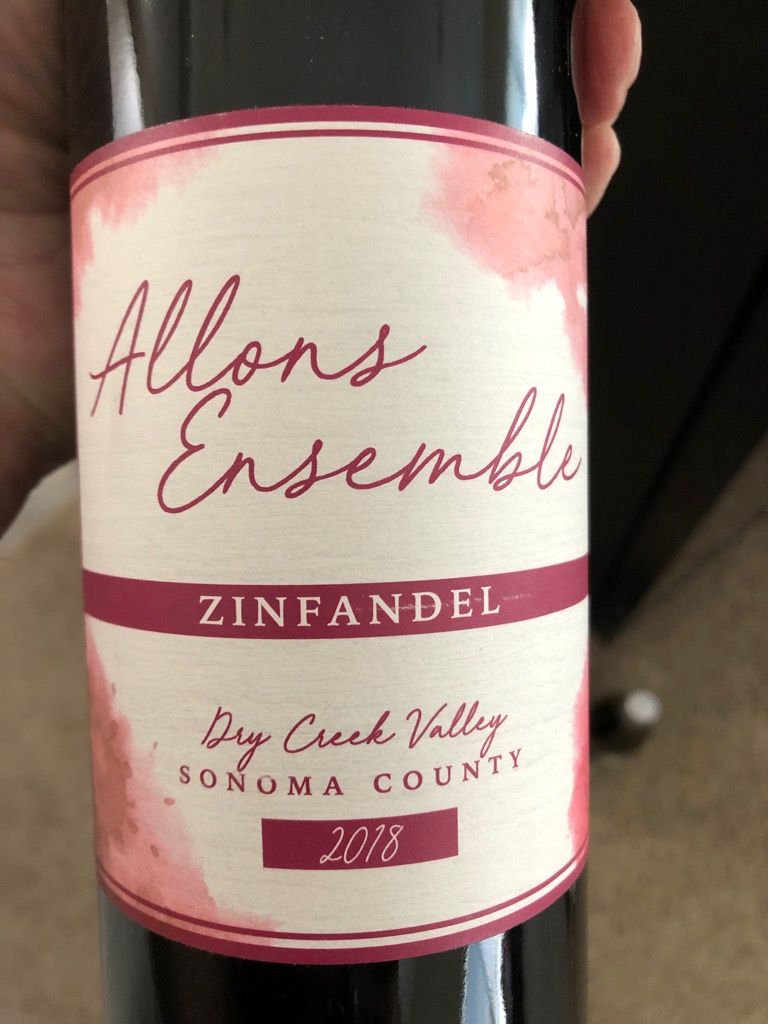 Allons
Ensemble
ZINFANDEL
Dry Creek Valley
SONOMA COUNTY
2018